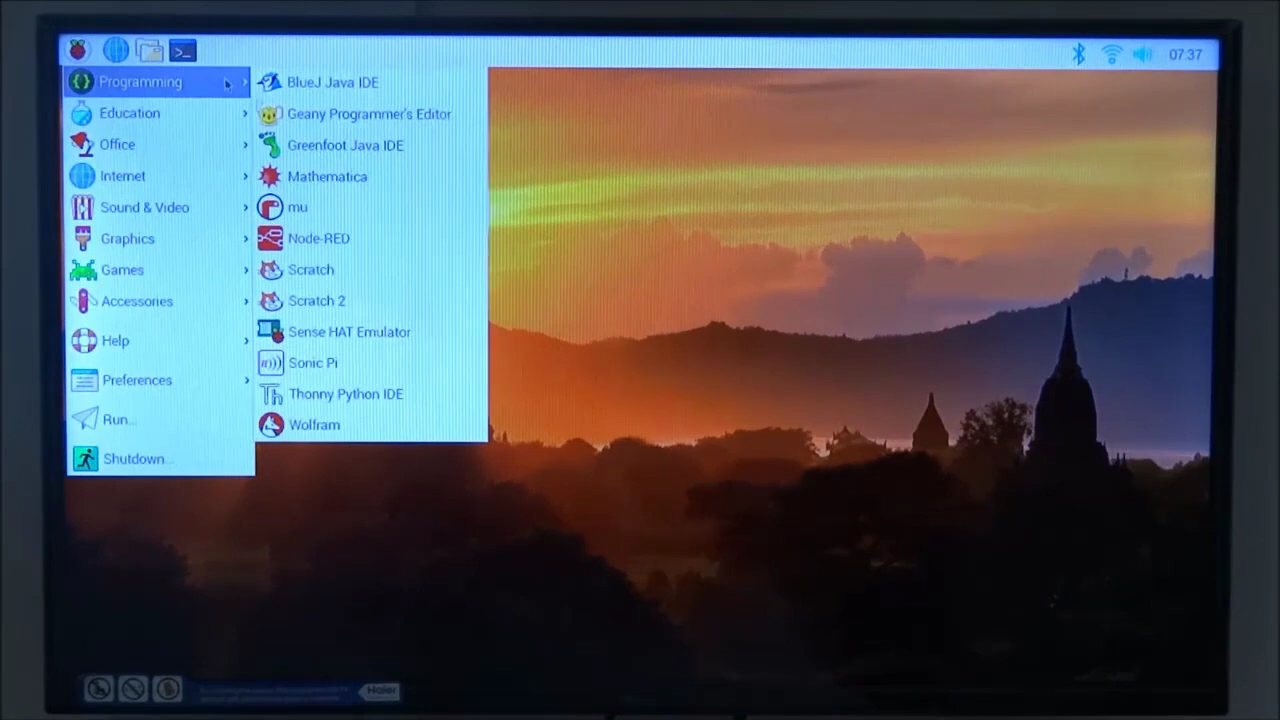 07:37
Programming
Education
Office
Internet
Sound & Video
Graphics
Games
Accessories
Help
Preferences
Run...
Shutdown...
BlueJ Java IDE
Geany Programmer's Editor
Greenfoot Java IDE
Mathematica
mu
Node-RED
Scratch
Scratch 2
Sense HAT Emulator
Sonic Pi
Thonny Python IDE
Wolfram
Haier